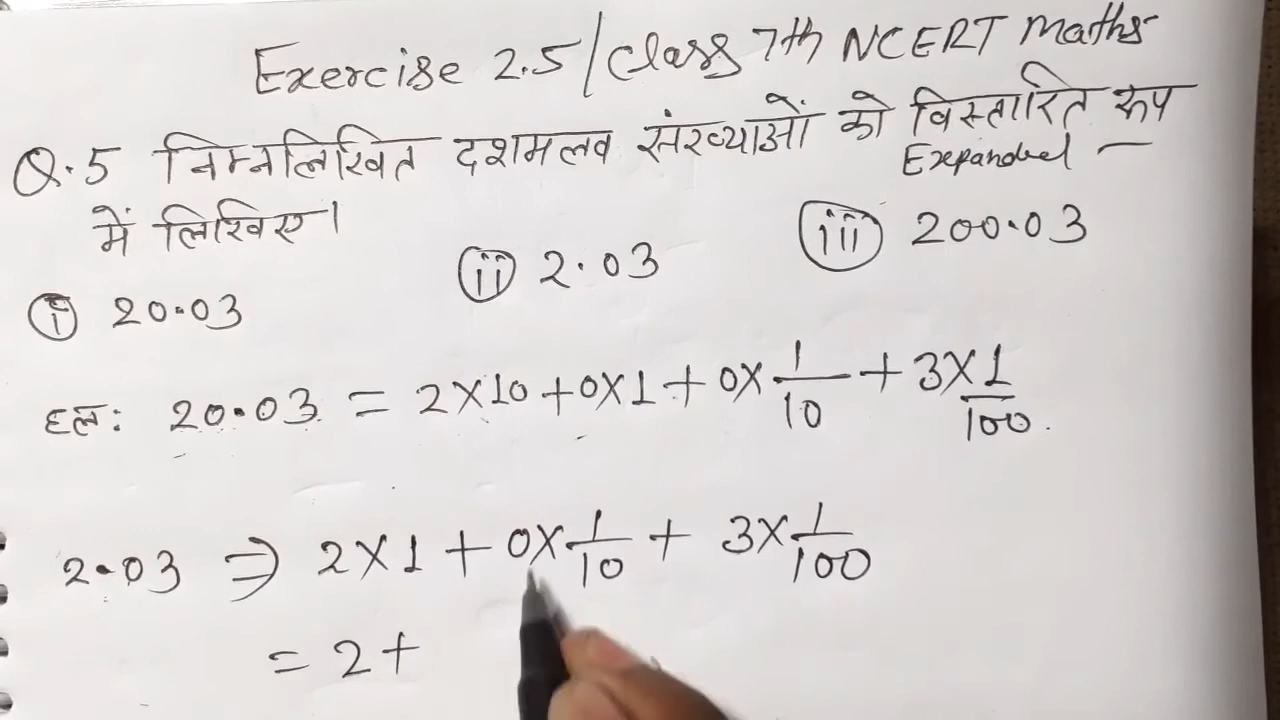 Exercise 2.5/Class 7th NCERT Maths
Q.5 निम्नलिखित दशमलव संख्याओं को विस्तारित रूप
Expanded —
में लिखिए।
(i) 20.03 (ii) 2.03 (iii) 200.03
हल: 20.03 = 2×10+0×1+0×1/10+3×1/100.
2.03 ⇒ 2×1+0×1/10+3×1/100
= 2+